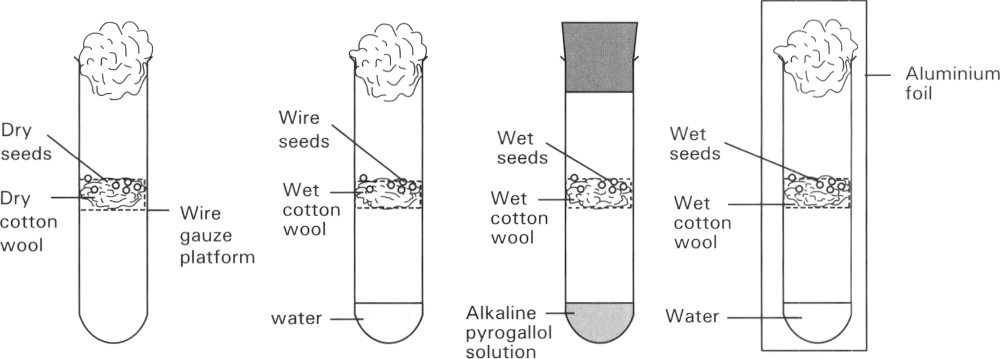 Dry
seeds
Dry
cotton
wool
Wire
gauze
platform
Wire
seeds
Wet
cotton
wool
water
Wet
seeds
Wet
cotton
wool
Alkaline
pyrogallol
solution
Wet
seeds
Wet
cotton
wool
Water
Aluminium
foil